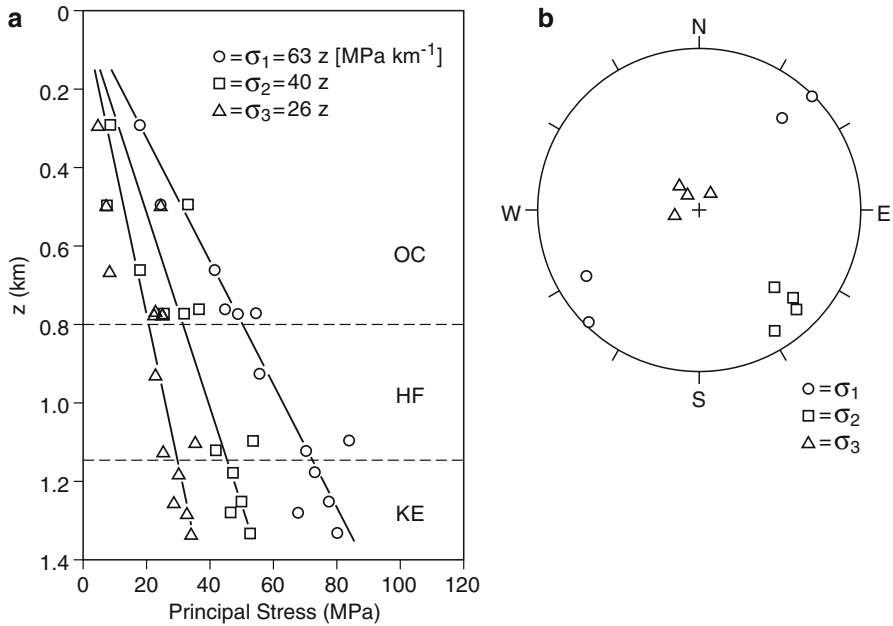 a
0
0.2
0.4
0.6
0.8
1.0
1.2
1.4
z (km)
○ = σ₁ = 63 z [MPa km⁻¹]
□ = σ₂ = 40 z
△ = σ₃ = 26 z
OC
HF
KE
0 20 40 60 80 100 120
Principal Stress (MPa)
b
N
W
E
S
○ = σ₁
□ = σ₂
△ = σ₃